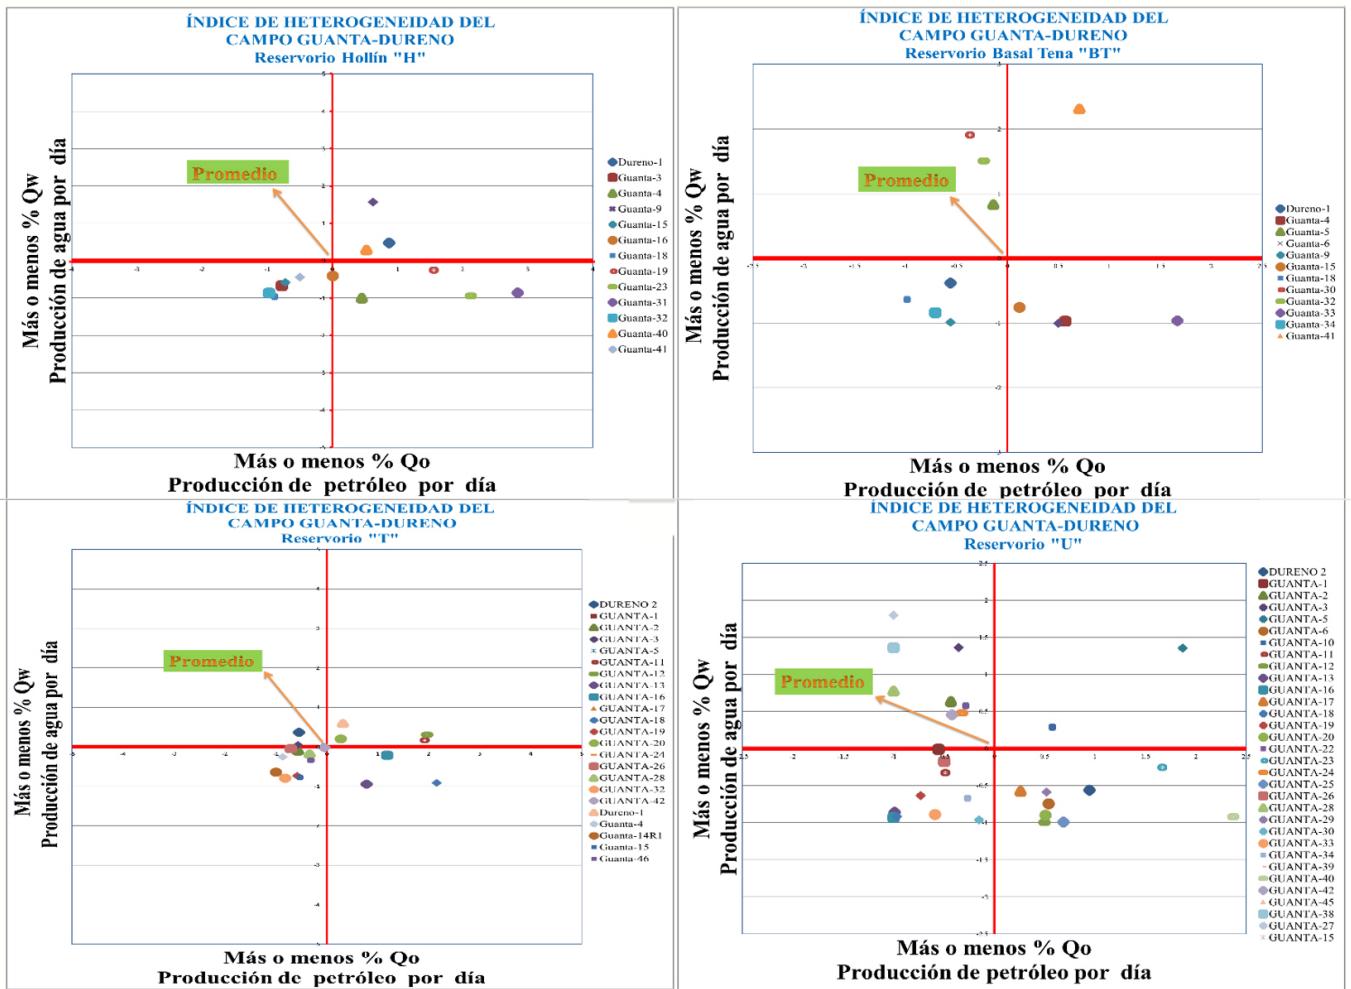 ÍNDICE DE HETEROGENEIDAD DEL
CAMPO GUANTA-DURENO
Reservorio Hollín "H"
Más o menos % Qw
Producción de agua por día
Promedio
Dureno-1
Guanta-3
Guanta-4
Guanta-9
Guanta-15
Guanta-16
Guanta-18
Guanta-19
Guanta-23
Guanta-31
Guanta-32
Guanta-40
Guanta-41
Más o menos % Qo
Producción de petróleo por día
ÍNDICE DE HETEROGENEIDAD DEL
CAMPO GUANTA-DURENO
Reservorio Basal Tena "BT"
Más o menos % Qw
Producción de agua por día
Promedio
Dureno-1
Guanta-4
Guanta-5
Guanta-6
Guanta-9
Guanta-15
Guanta-18
Guanta-30
Guanta-32
Guanta-33
Guanta-34
Guanta-41
Más o menos % Qo
Producción de petróleo por día
ÍNDICE DE HETEROGENEIDAD DEL
CAMPO GUANTA-DURENO
Reservorio "T"
Más o menos % Qw
Producción de agua por día
Promedio
DURENO 2
GUANTA-1
GUANTA-2
GUANTA-3
GUANTA-5
GUANTA-11
GUANTA-12
GUANTA-13
GUANTA-16
GUANTA-17
GUANTA-18
GUANTA-19
GUANTA-20
GUANTA-24
GUANTA-26
GUANTA-28
GUANTA-32
GUANTA-42
Dureno-1
Guanta-4
Guanta-14R1
Guanta-15
Guanta-46
Más o menos % Qo
Producción de petróleo por día
ÍNDICE DE HETEROGENEIDAD DEL
CAMPO GUANTA-DURENO
Reservorio "U"
Más o menos % Qw
Producción de agua por día
Promedio
DURENO 2
GUANTA-1
GUANTA-2
GUANTA-3
GUANTA-5
GUANTA-6
GUANTA-10
GUANTA-11
GUANTA-12
GUANTA-13
GUANTA-16
GUANTA-17
GUANTA-18
GUANTA-19
GUANTA-20
GUANTA-22
GUANTA-23
GUANTA-24
GUANTA-25
GUANTA-26
GUANTA-28
GUANTA-29
GUANTA-30
GUANTA-33
GUANTA-34
GUANTA-39
GUANTA-40
GUANTA-42
GUANTA-45
GUANTA-38
GUANTA-27
GUANTA-15
Más o menos % Qo
Producción de petróleo por día